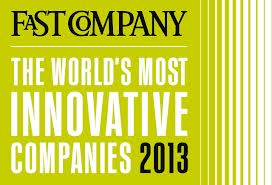 FAST COMPANY
THE WORLD'S MOST
INNOVATIVE
COMPANIES 2013